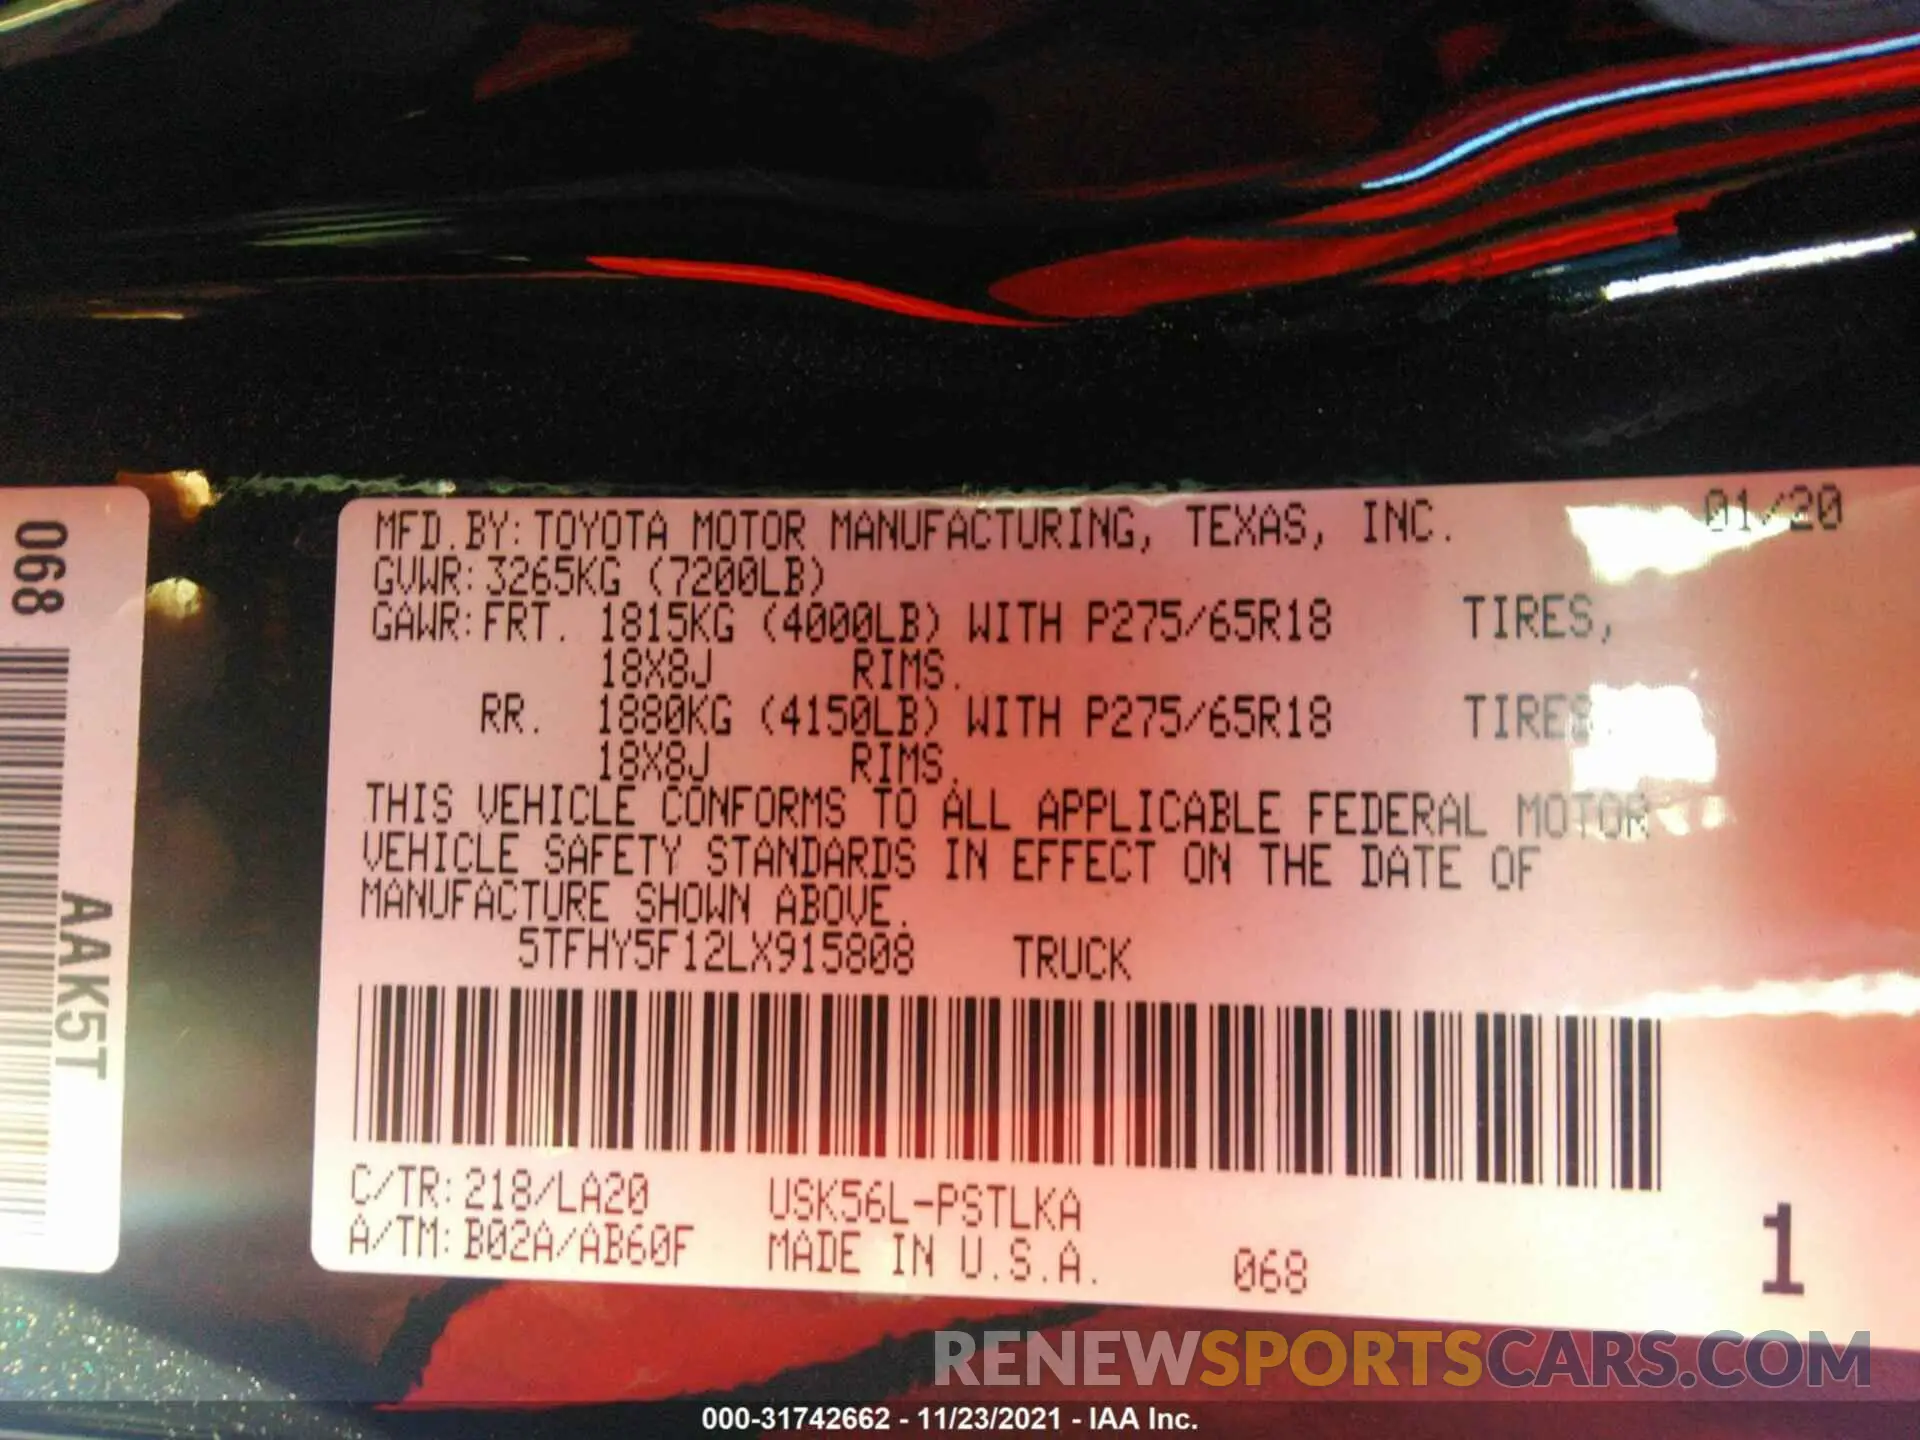 068
AAK5T
MFD.BY:TOYOTA MOTOR MANUFACTURING, TEXAS, INC. 01/20
GVWR:3265KG (7200LB)
GAWR:FRT. 1815KG (4000LB) WITH P275/65R18 TIRES,
18X8J RIMS.
RR. 1880KG (4150LB) WITH P275/65R18 TIRES
18X8J RIMS.
THIS VEHICLE CONFORMS TO ALL APPLICABLE FEDERAL MOTOR
VEHICLE SAFETY STANDARDS IN EFFECT ON THE DATE OF
MANUFACTURE SHOWN ABOVE.
5TFHY5F12LX915808 TRUCK
C/TR:218/LA20 USK56L-PSTLKA
A/TM:B02A/AB60F MADE IN U.S.A. 068
1
RENEWSPORTSCARS.COM
000-31742662 - 11/23/2021 - IAA Inc.